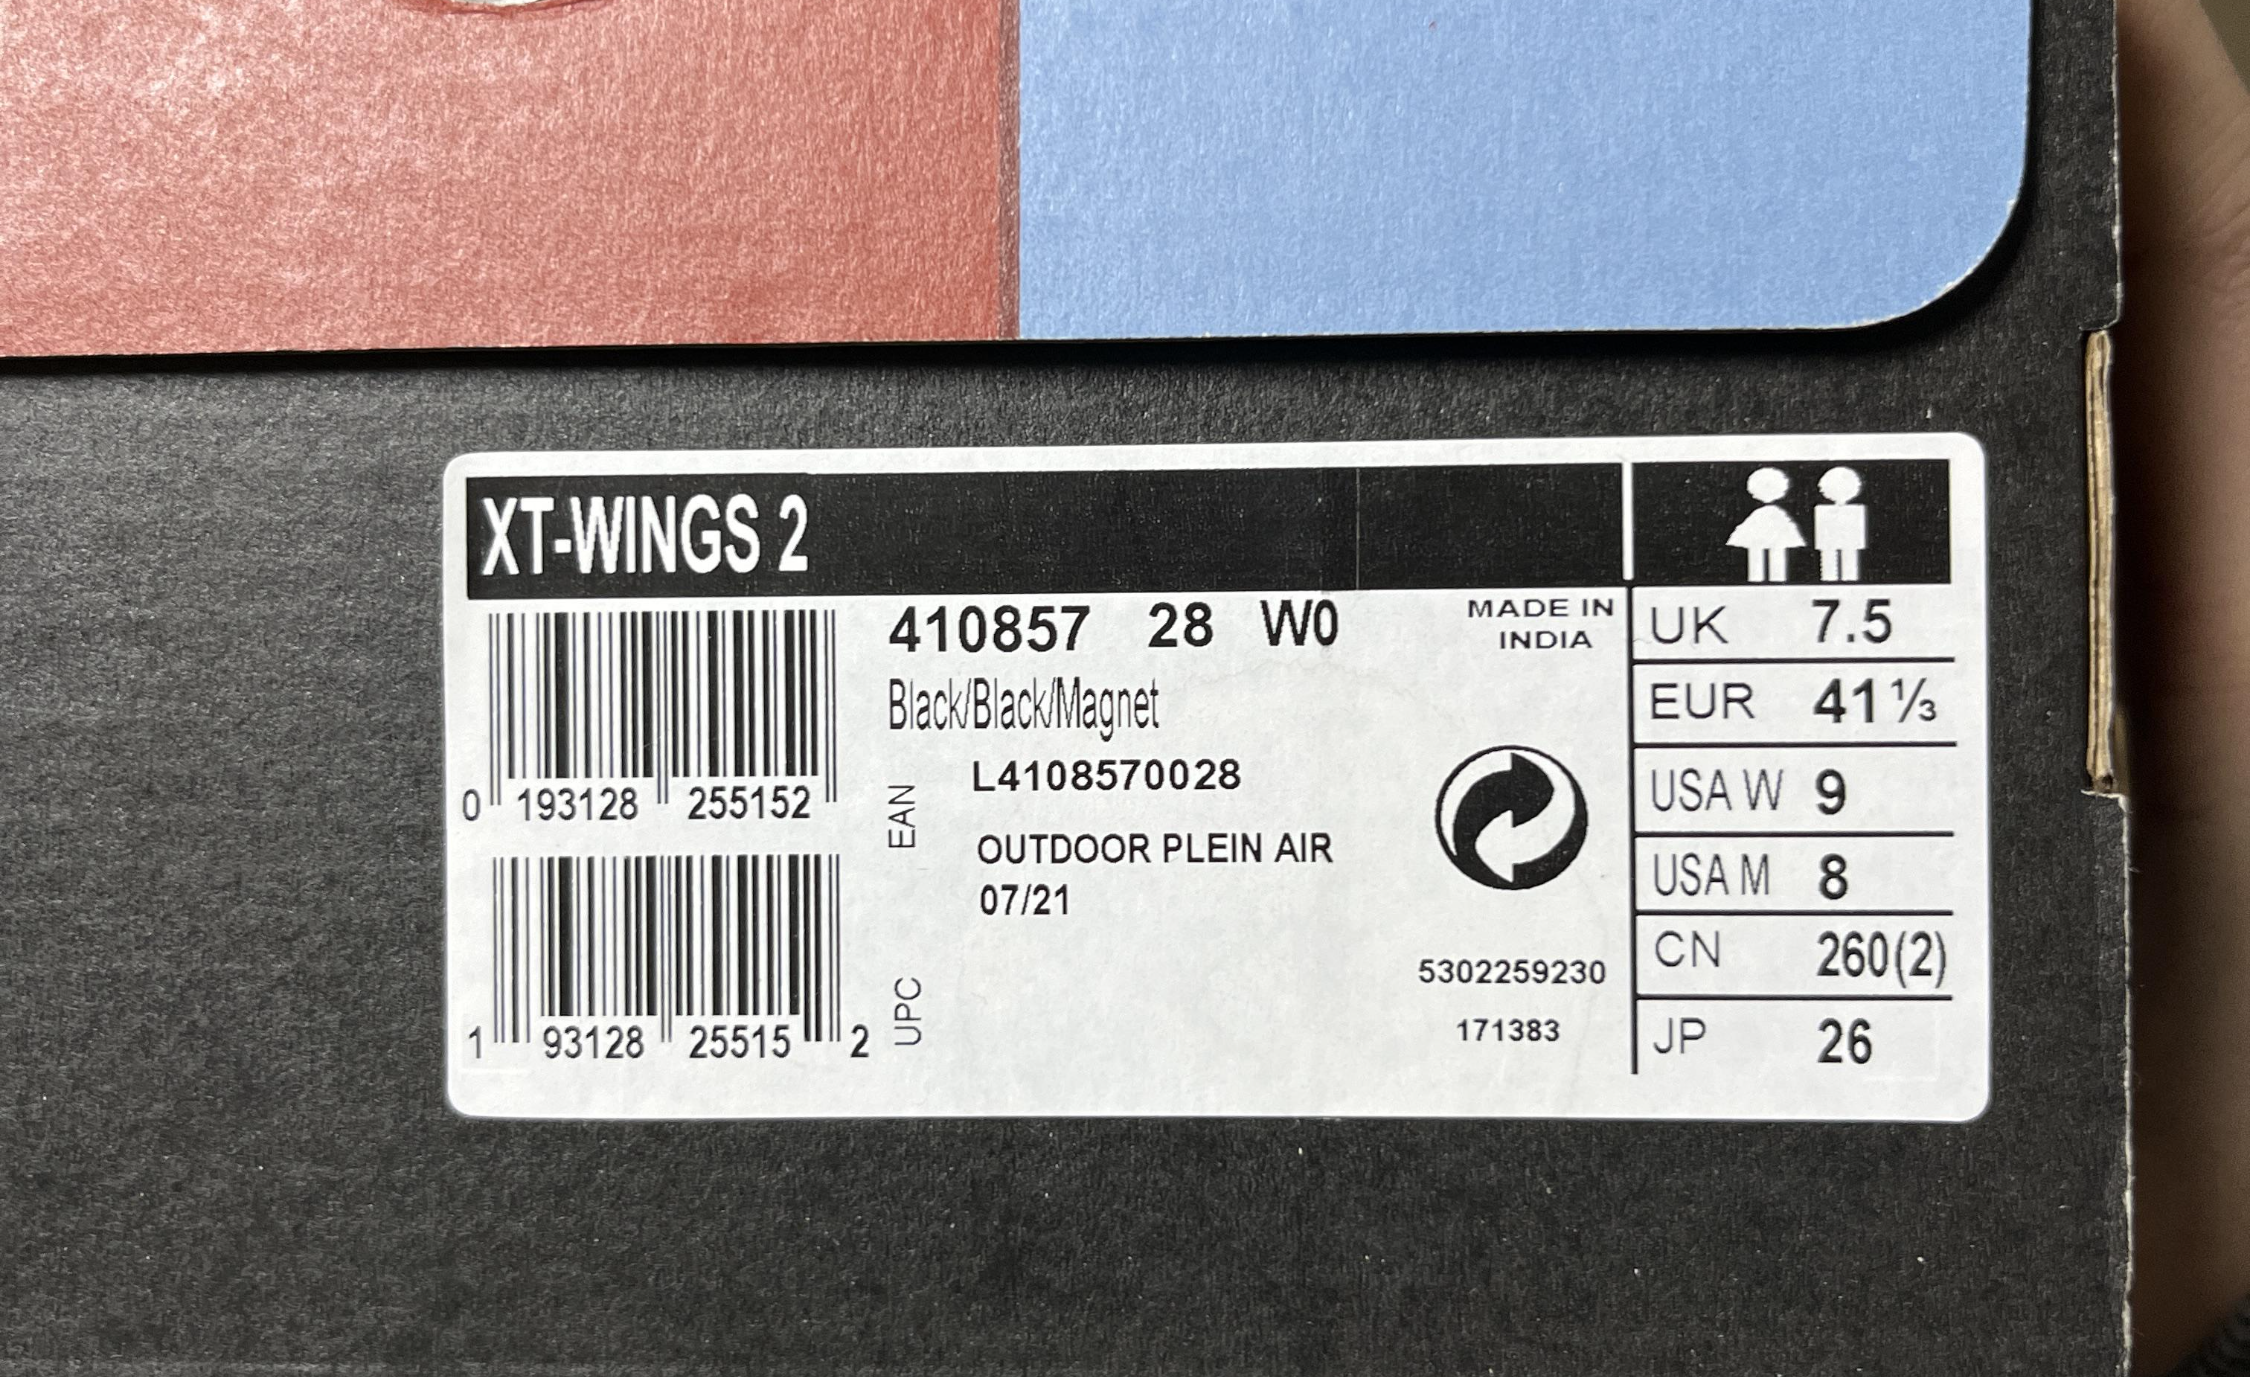 XT-WINGS 2
410857 28 W0
MADE IN
INDIA
Black/Black/Magnet
L4108570028
EAN
0 193128 255152
OUTDOOR PLEIN AIR
07/21
UPC
1 93128 25515 2
5302259230
171383
UK 7.5
EUR 41 ⅓
USA W 9
USA M 8
CN 260(2)
JP 26